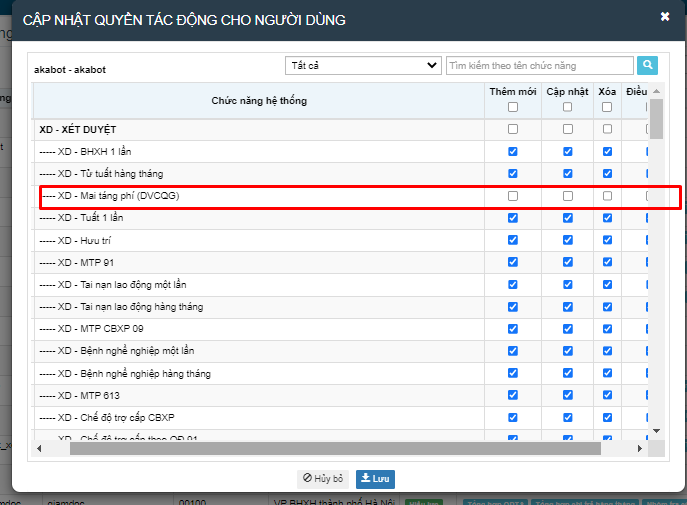 CẬP NHẬT QUYỀN TÁC ĐỘNG CHO NGƯỜI DÙNG
akabot - akabot
Tất cả
Tìm kiếm theo tên chức năng
Chức năng hệ thống
Thêm mới
Cập nhật
Xóa
Điều
XD - XÉT DUYỆT
----- XD - BHXH 1 lần
----- XD - Tử tuất hàng tháng
---- XD - Mai táng phí (DVCQG)
----- XD - Tuất 1 lần
----- XD - Hưu trí
----- XD - MTP 91
----- XD - Tai nạn lao động một lần
----- XD - Tai nạn lao động hàng tháng
----- XD - MTP CBXP 09
----- XD - Bệnh nghề nghiệp một lần
----- XD - Bệnh nghề nghiệp hàng tháng
----- XD - MTP 613
----- XD - Chế độ trợ cấp CBXP
----- XD - Chế độ trợ cấp theo QĐ 91
Hủy bỏ
Lưu
giamdoc
00100
VP BHXH thành phố Hà Nội